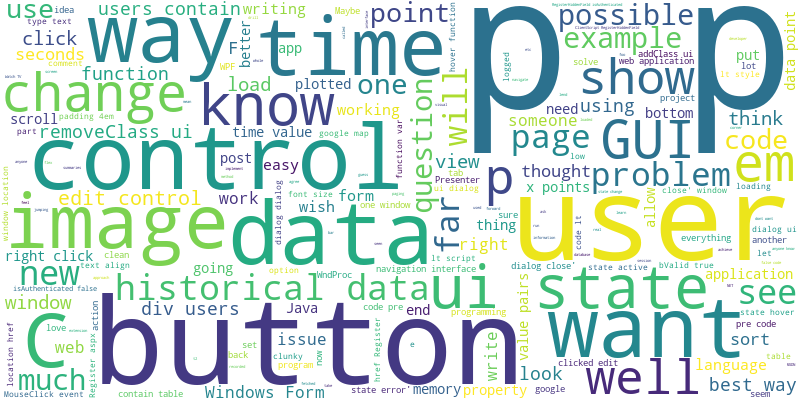 use
idea
type text
users contain
writing
Maybe
point
possible
click
way
time
p p
seconds
F
better
app
comment
WPF
function
load
plotted
one
example
addClass ui
web application
solve
put
lot
data point
lt style
show
change
know
working
question
will
hover function
logged
need
using
bottom
project
scroll
padding 4em
part
removeClass ui
time value
google map
function var
someone
think
page
GUI
code
em
control
post
easy
view
Presenter
tab
ui dialog
p
thought
x points
problem
low
loading
close' window
window location
edit control
work
wish
form
font size
one window
dialog dialog
far
thing
sure
right
allow
user
everything
code lt
state change
image
data
right click
text align
clean
new
going
option
WndProc
lt script
navigation interface
dialog close'
state active
bValid true
dialog ui
another
let
isAuthenticated false
window
historical data
ui
state
see
application
C
love
web
action
div users
Java
code pre
end
programming
value pairs
want
state hover
pre code
sort
table
location href
Register aspx
button
issue
set
back
program
clunky
now
href Register
write
look
clicked edit
language
much
MouseClick event
contain table
Windows Form
state error
memory
property
google
well
best way
seem